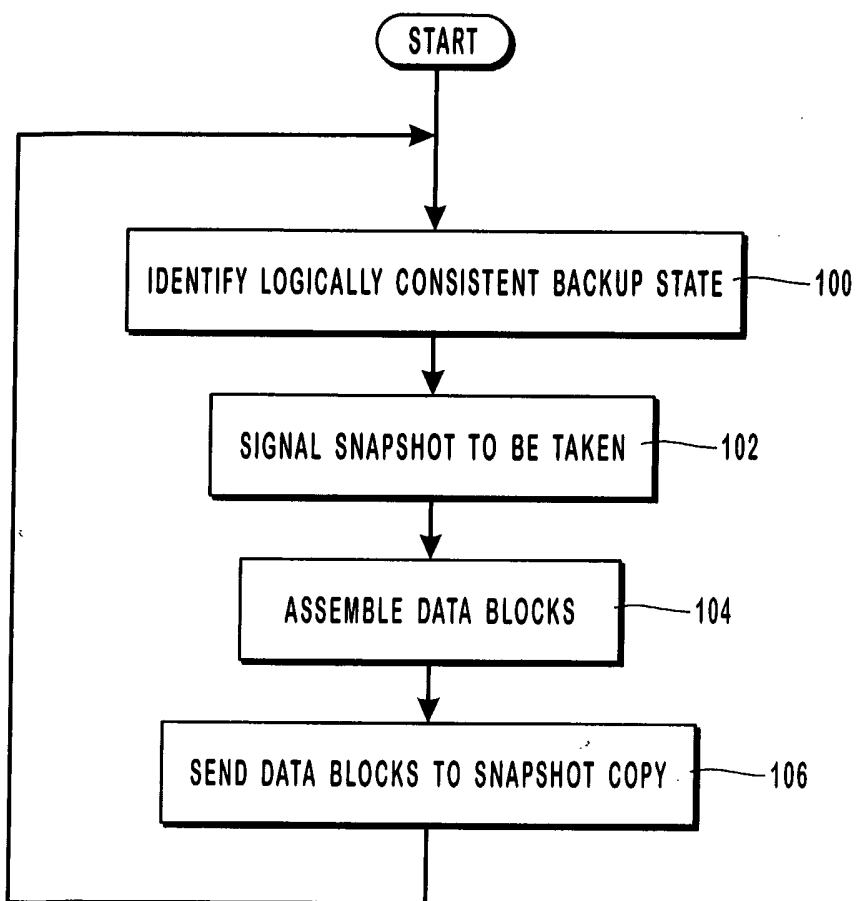 START
IDENTIFY LOGICALLY CONSISTENT BACKUP STATE
100
SIGNAL SNAPSHOT TO BE TAKEN
102
ASSEMBLE DATA BLOCKS
104
SEND DATA BLOCKS TO SNAPSHOT COPY
106